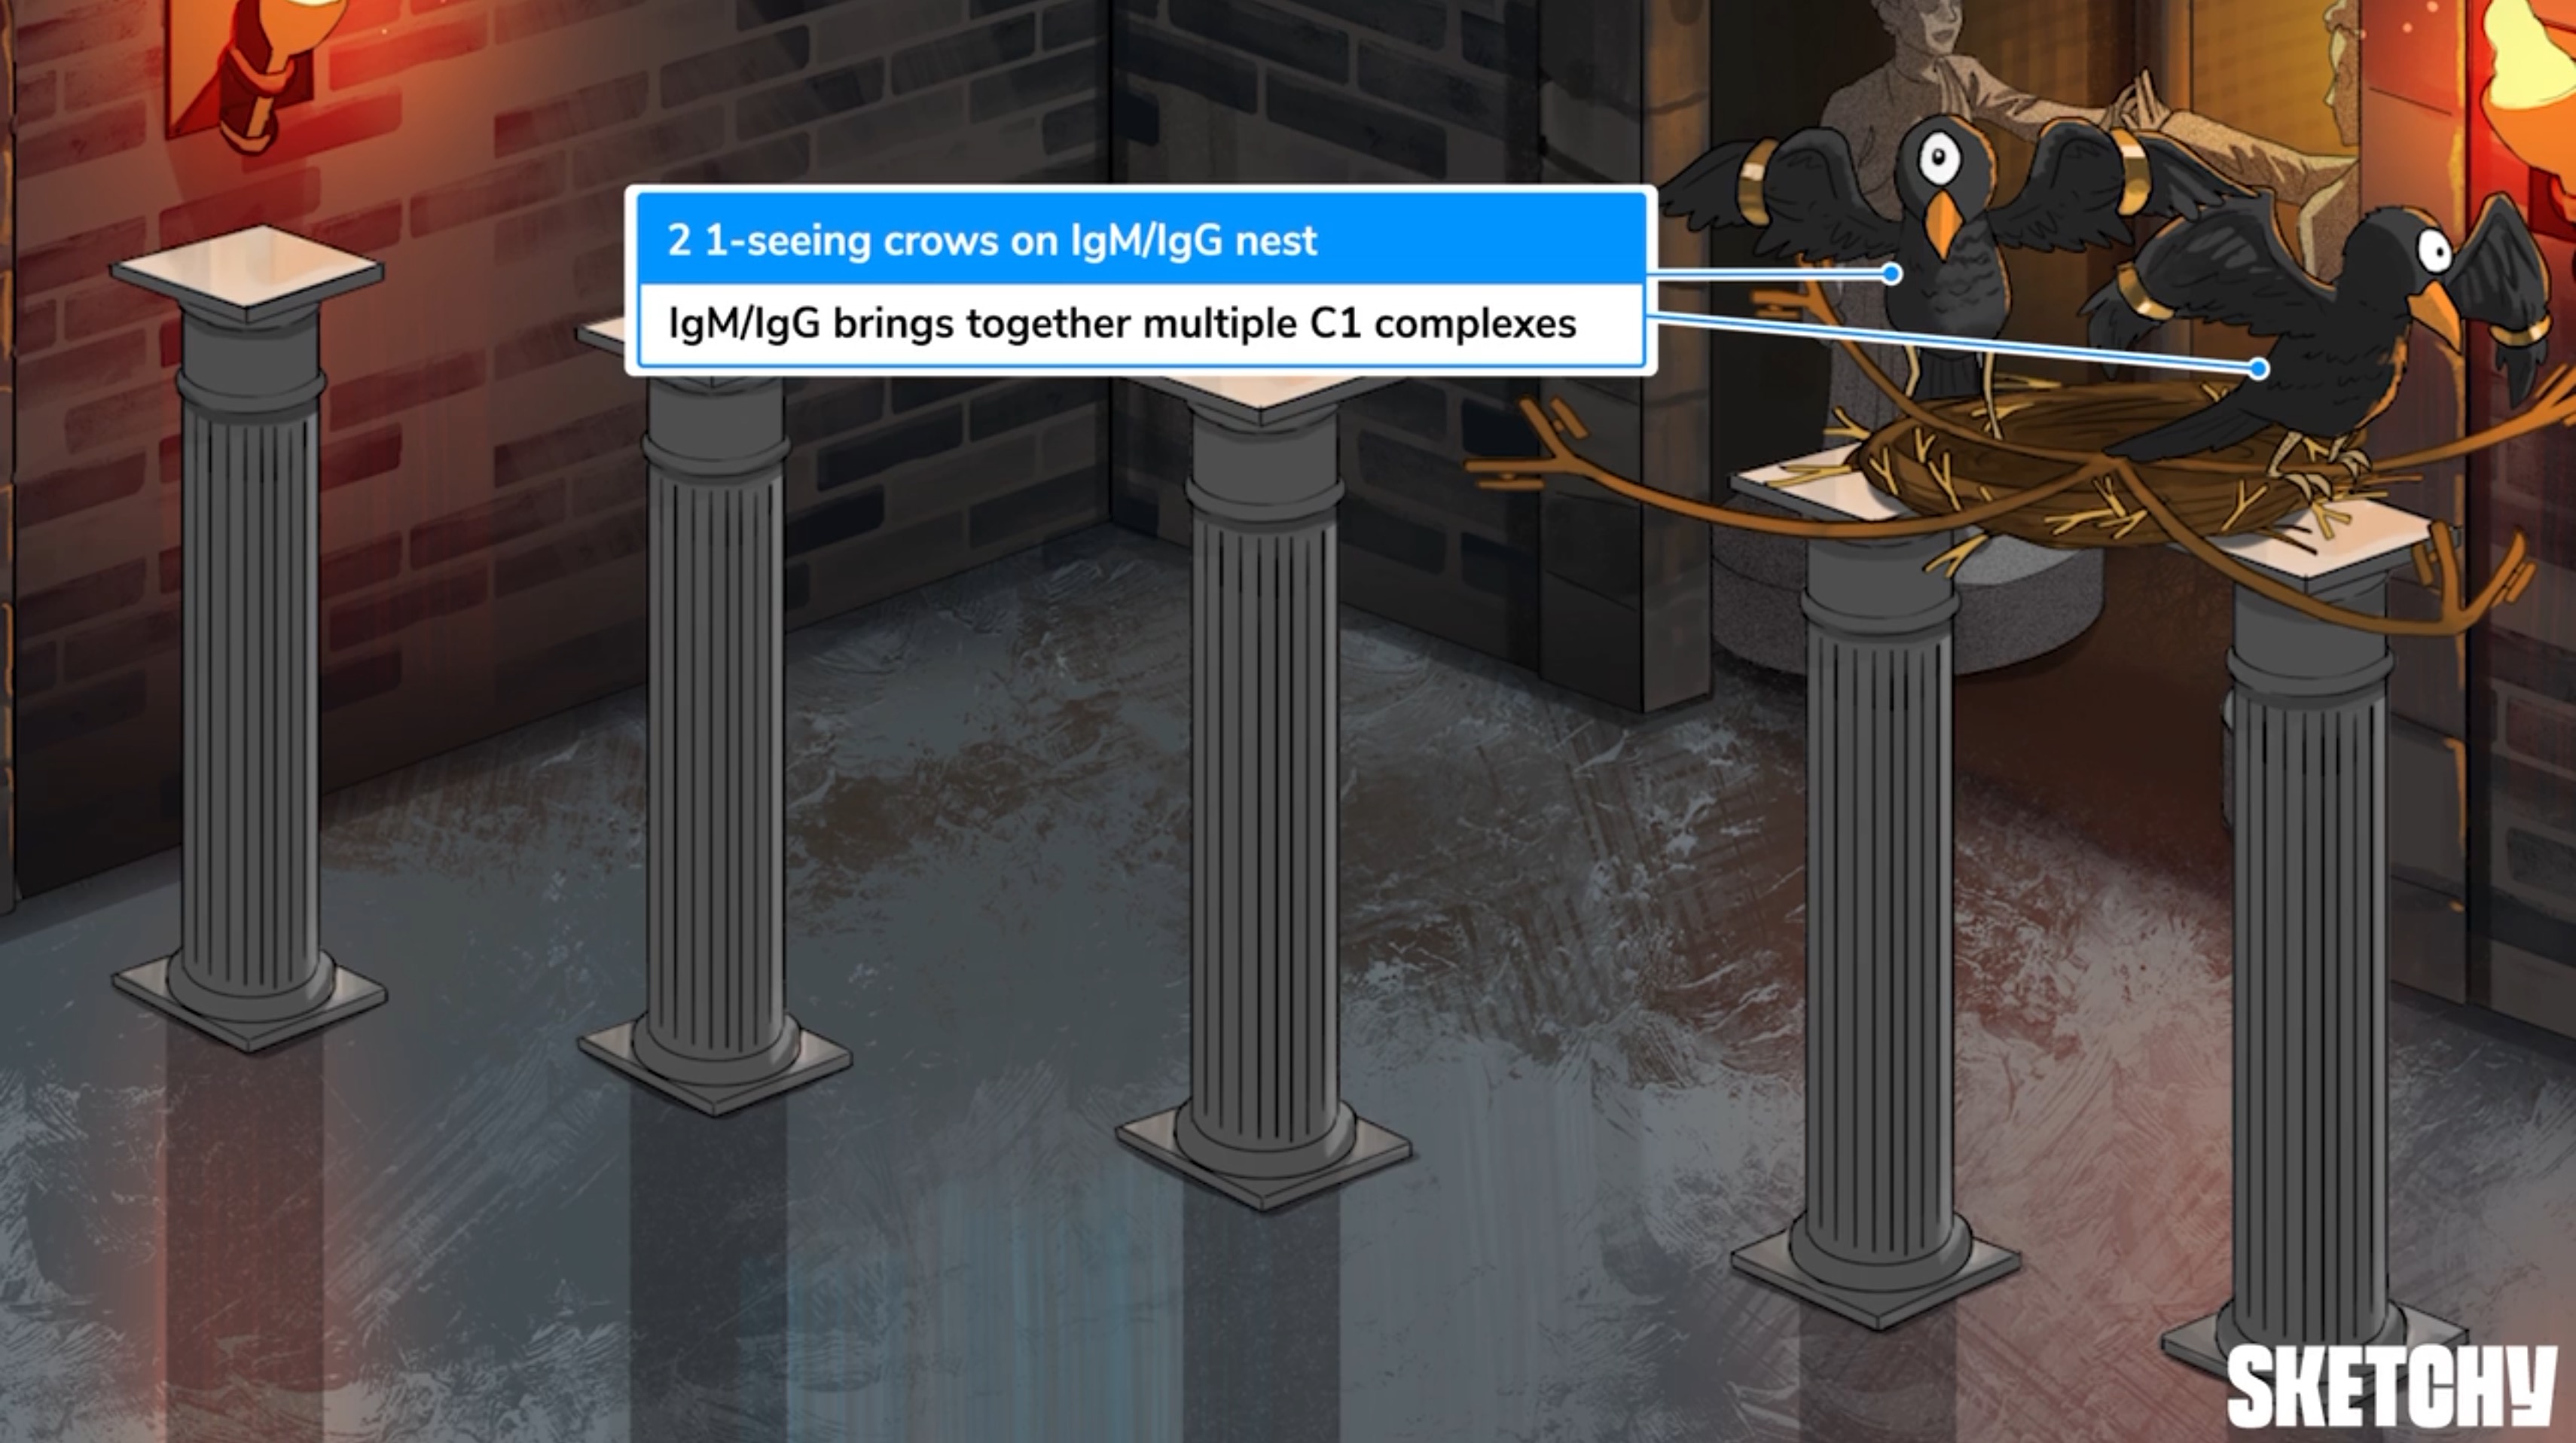 2 1-seeing crows on IgM/IgG nest
IgM/IgG brings together multiple C1 complexes
SKETCHY